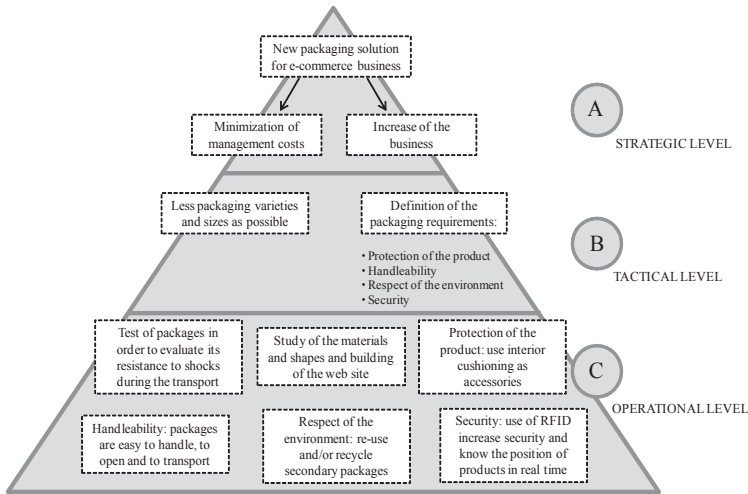 New packaging solution
for e-commerce business
Minimization of
management costs
Increase of the
business
A
STRATEGIC LEVEL
Less packaging varieties
and sizes as possible
Definition of the
packaging requirements:
• Protection of the product
• Handleability
• Respect of the environment
• Security
B
TACTICAL LEVEL
Test of packages in
order to evaluate its
resistance to shocks
during the transport
Study of the materials
and shapes and building
of the web site
Protection of the
product: use interior
cushioning as
accessories
C
OPERATIONAL LEVEL
Handleability: packages
are easy to handle, to
open and to transport
Respect of the
environment: re-use
and/or recycle
secondary packages
Security: use of RFID
increase security and
know the position of
products in real time